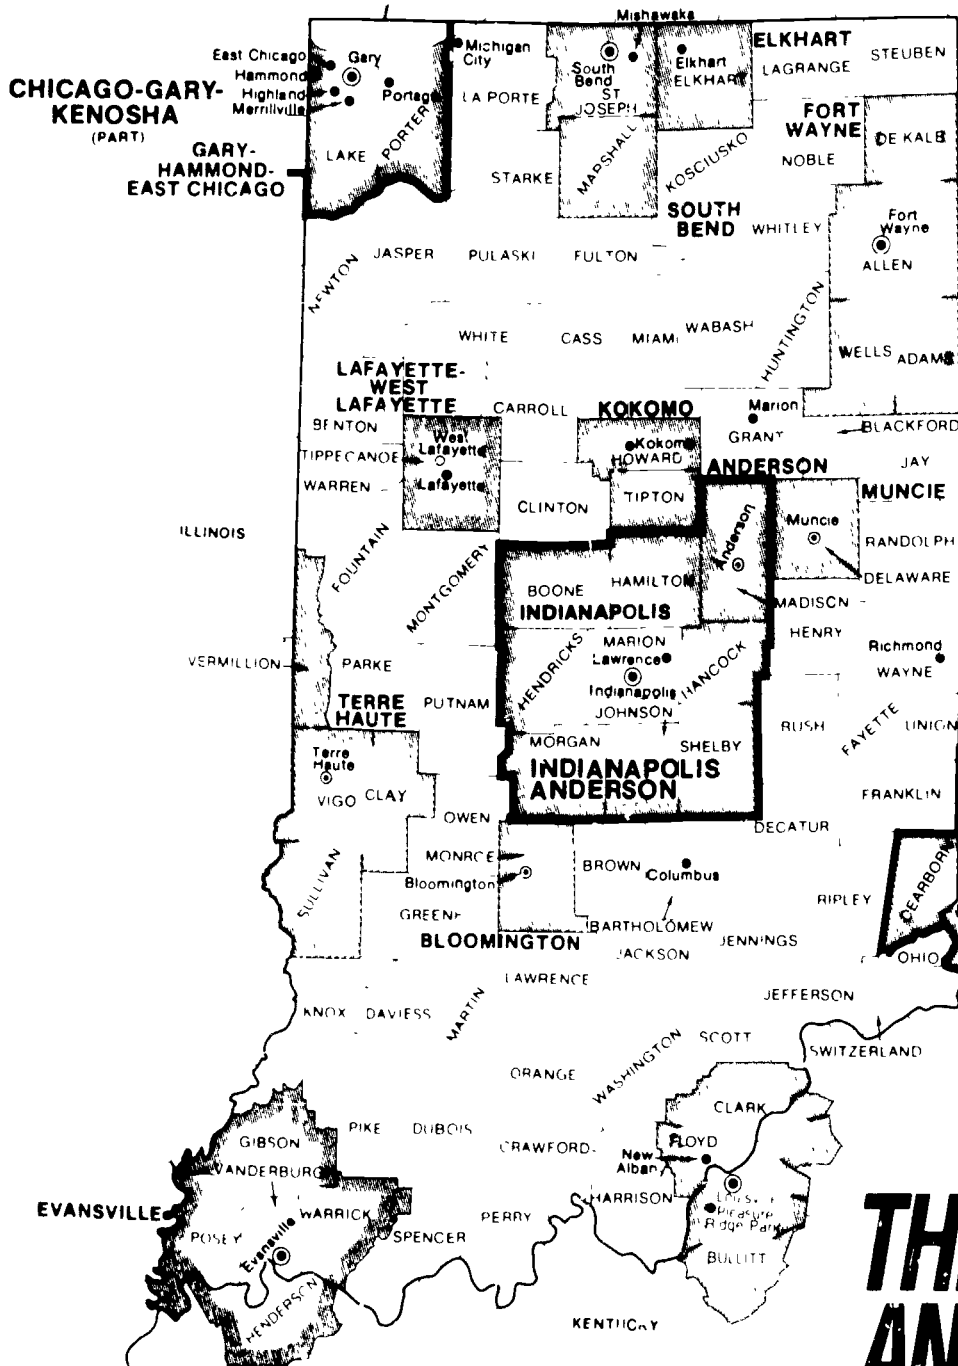 Mishawaka
East Chicago
Gary
Hammond
Highland
Merrillville
Portage
Michigan
City
South
Bend
ST
JOSEPH
Elkhart
ELKHART
ELKHART
LAGRANGE
STEUBEN
CHICAGO-GARY-
KENOSHA
(PART)
LA PORTE
PORTER
LAKE
GARY-
HAMMOND-
EAST CHICAGO
STARKE
MARSHALL
KOSCIUSKO
FORT
WAYNE
NOBLE
DE KALB
SOUTH
BEND
WHITLEY
Fort
Wayne
ALLEN
NEWTON
JASPER
PULASKI
FULTON
HUNTINGTON
WHITE
CASS
MIAMI
WABASH
WELLS
ADAMS
LAFAYETTE-
WEST
LAFAYETTE
CARROLL
KOKOMO
Marion
GRANT
BLACKFORD
BENTON
West
Lafayette
TIPPECANOE
Lafayette
WARREN
Kokomo
HOWARD
ANDERSON
JAY
MUNCIE
TIPTON
CLINTON
ILLINOIS
FOUNTAIN
MONTGOMERY
BOONE
HAMILTON
Anderson
Muncie
RANDOLPH
DELAWARE
MADISON
INDIANAPOLIS
HENRY
VERMILLION
PARKE
HENDRICKS
MARION
Lawrence
Indianapolis
HANCOCK
Richmond
WAYNE
TERRE
HAUTE
PUTNAM
JOHNSON
MORGAN
SHELBY
RUSH
FAYETTE
UNION
Terre
Haute
VIGO
CLAY
INDIANAPOLIS
ANDERSON
OWEN
FRANKLIN
DECATUR
MONROE
Bloomington
BROWN
Columbus
SULLIVAN
GREENE
BLOOMINGTON
BARTHOLOMEW
RIPLEY
DEARBORN
JACKSON
JENNINGS
OHIO
LAWRENCE
JEFFERSON
KNOX
DAVIESS
MARTIN
WASHINGTON
SCOTT
SWITZERLAND
ORANGE
CLARK
PIKE
DUBOIS
CRAWFORD
FLOYD
New
Albany
GIBSON
VANDERBURG
EVANSVILLE
POSEY
WARRICK
Evansville
SPENCER
PERRY
HARRISON
Pleasure
Ridge Park
BULLITT
HENDERSON
KENTUCKY
TH
AN